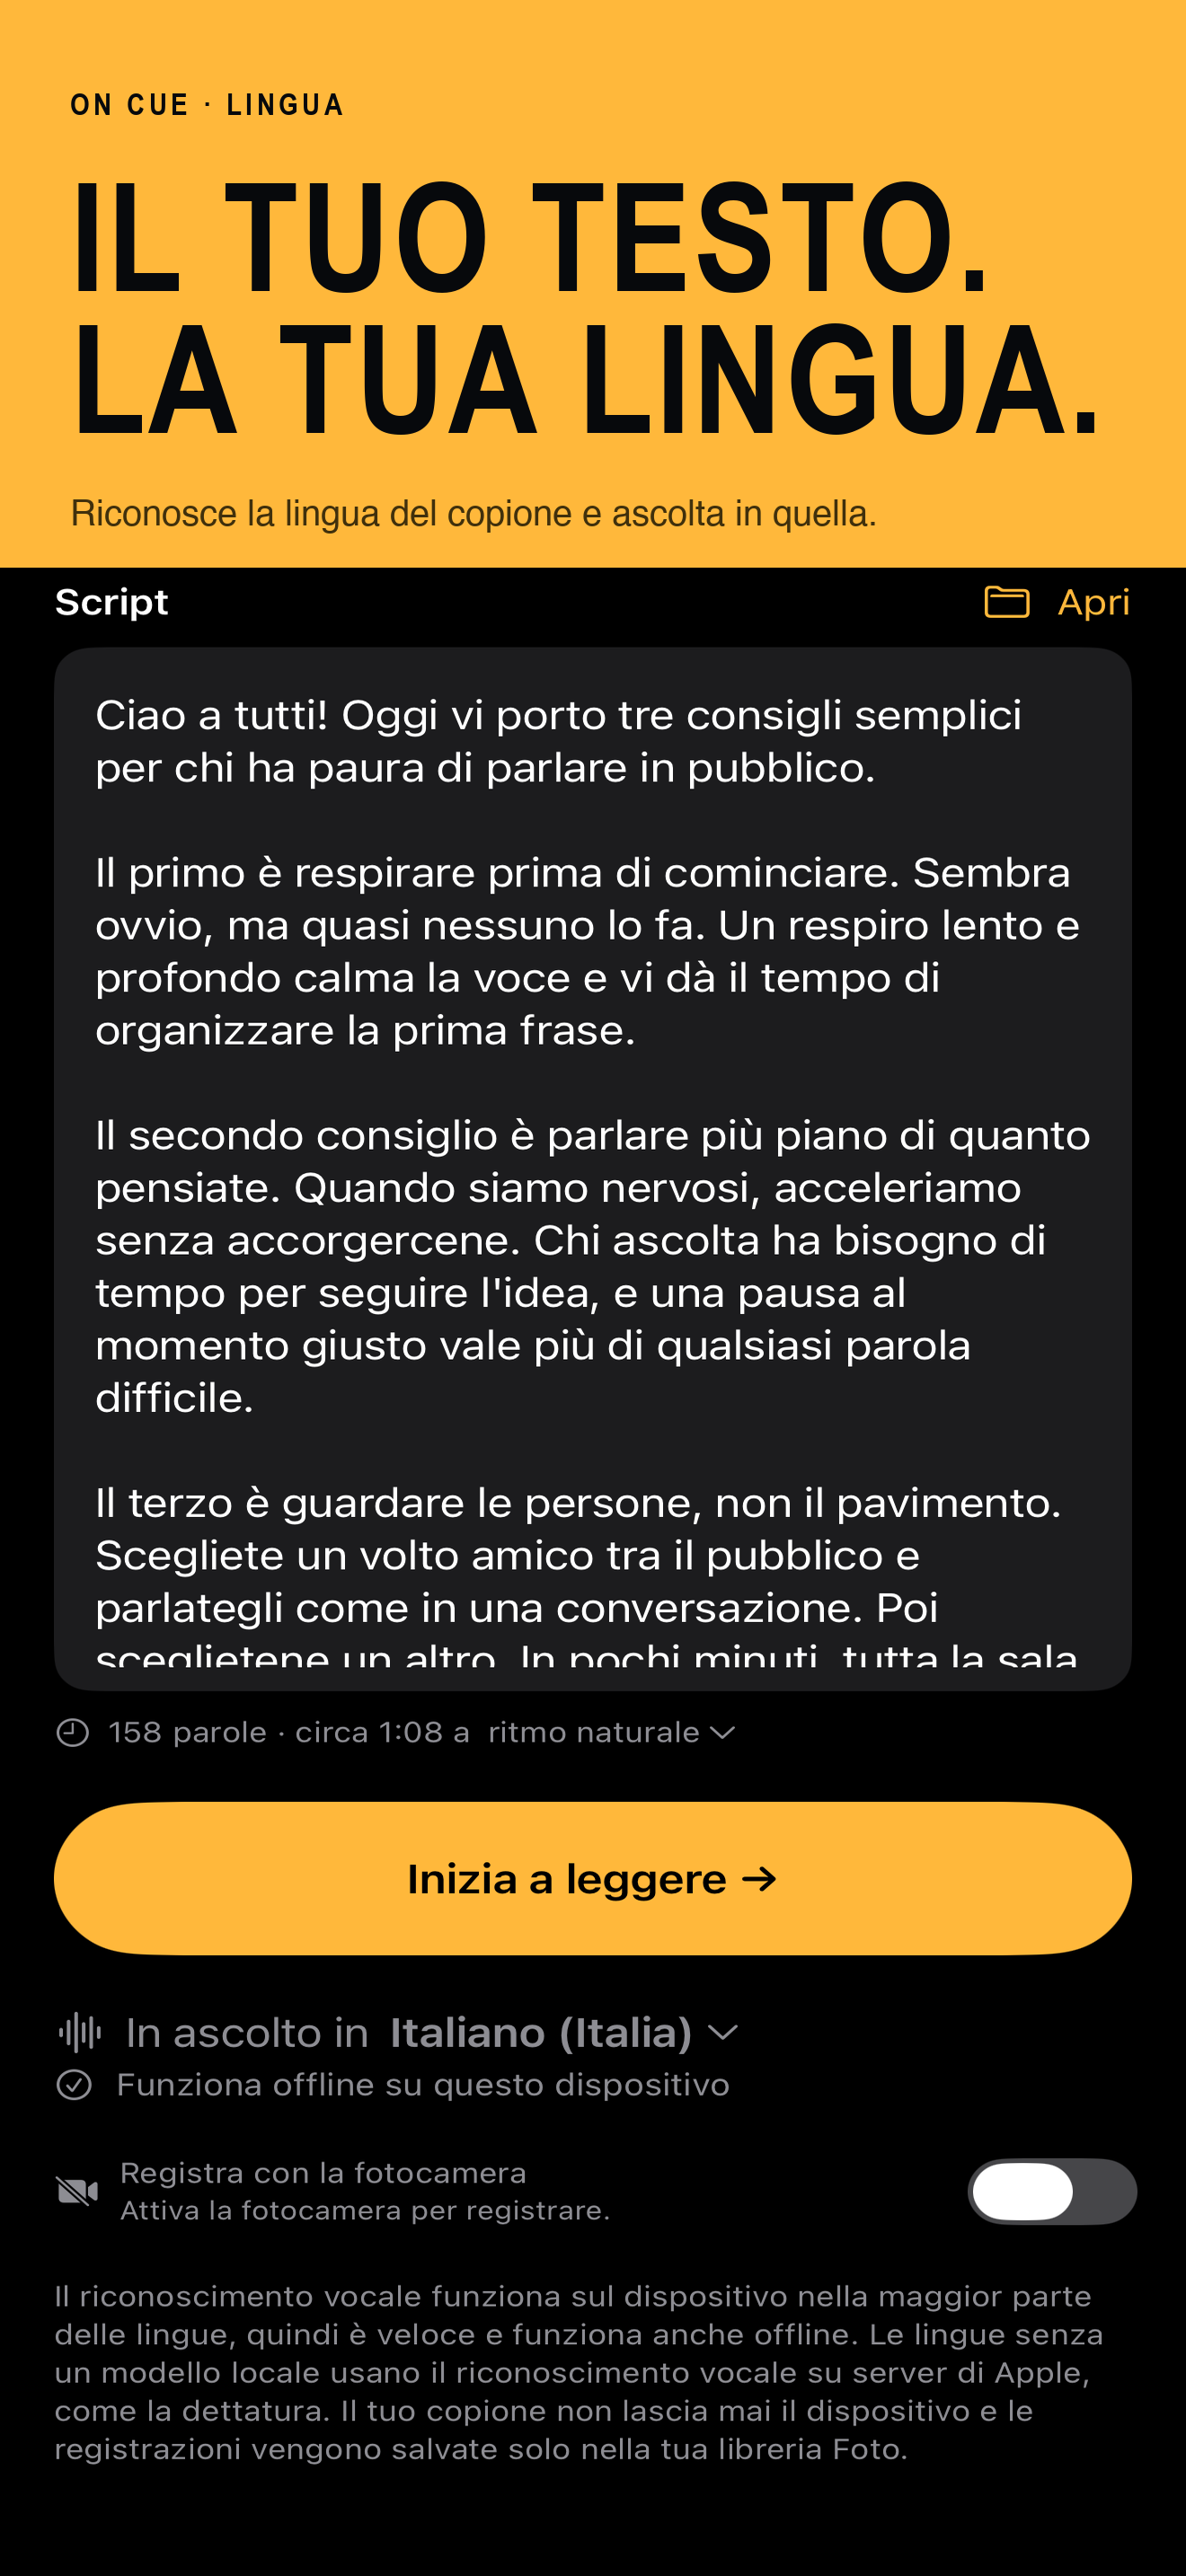 ON CUE · LINGUA
IL TUO TESTO.
LA TUA LINGUA.
Riconosce la lingua del copione e ascolta in quella.
Script
Apri
Ciao a tutti! Oggi vi porto tre consigli semplici
per chi ha paura di parlare in pubblico.
Il primo è respirare prima di cominciare. Sembra
ovvio, ma quasi nessuno lo fa. Un respiro lento e
profondo calma la voce e vi dà il tempo di
organizzare la prima frase.
Il secondo consiglio è parlare più piano di quanto
pensiate. Quando siamo nervosi, acceleriamo
senza accorgercene. Chi ascolta ha bisogno di
tempo per seguire l'idea, e una pausa al
momento giusto vale più di qualsiasi parola
difficile.
Il terzo è guardare le persone, non il pavimento.
Scegliete un volto amico tra il pubblico e
parlategli come in una conversazione. Poi
sceglietene un altro. In pochi minuti, tutta la sala
158 parole · circa 1:08 a ritmo naturale
Inizia a leggere →
In ascolto in Italiano (Italia)
Funziona offline su questo dispositivo
Registra con la fotocamera
Attiva la fotocamera per registrare.
Il riconoscimento vocale funziona sul dispositivo nella maggior parte
delle lingue, quindi è veloce e funziona anche offline. Le lingue senza
un modello locale usano il riconoscimento vocale su server di Apple,
come la dettatura. Il tuo copione non lascia mai il dispositivo e le
registrazioni vengono salvate solo nella tua libreria Foto.